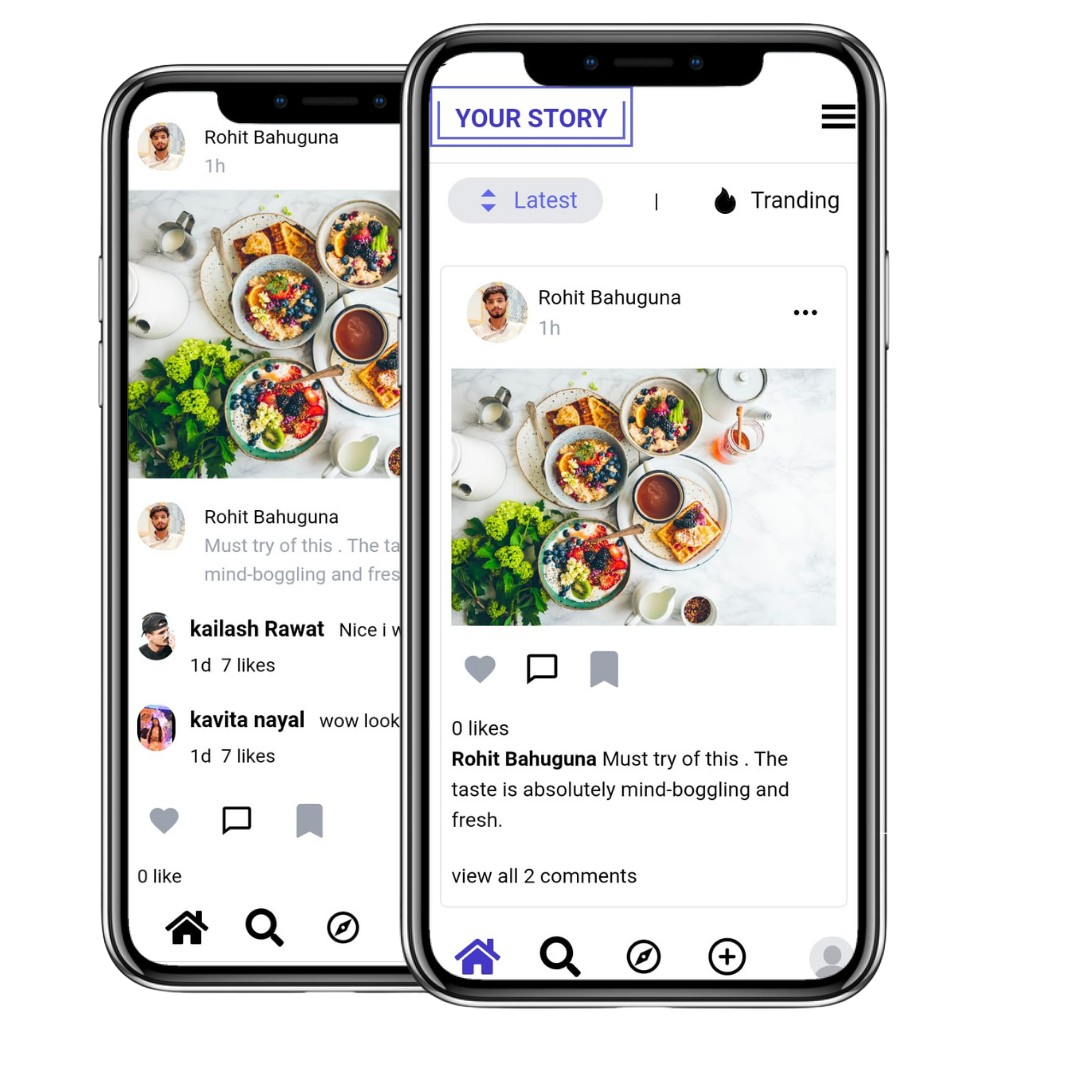 Rohit Bahuguna
1h
Rohit Bahuguna
Must try of this . The ta
mind-boggling and fres
kailash Rawat Nice i w
1d 7 likes
kavita nayal wow look
1d 7 likes
0 like
YOUR STORY
Latest | Tranding
Rohit Bahuguna
1h
0 likes
Rohit Bahuguna Must try of this . The
taste is absolutely mind-boggling and
fresh.
view all 2 comments